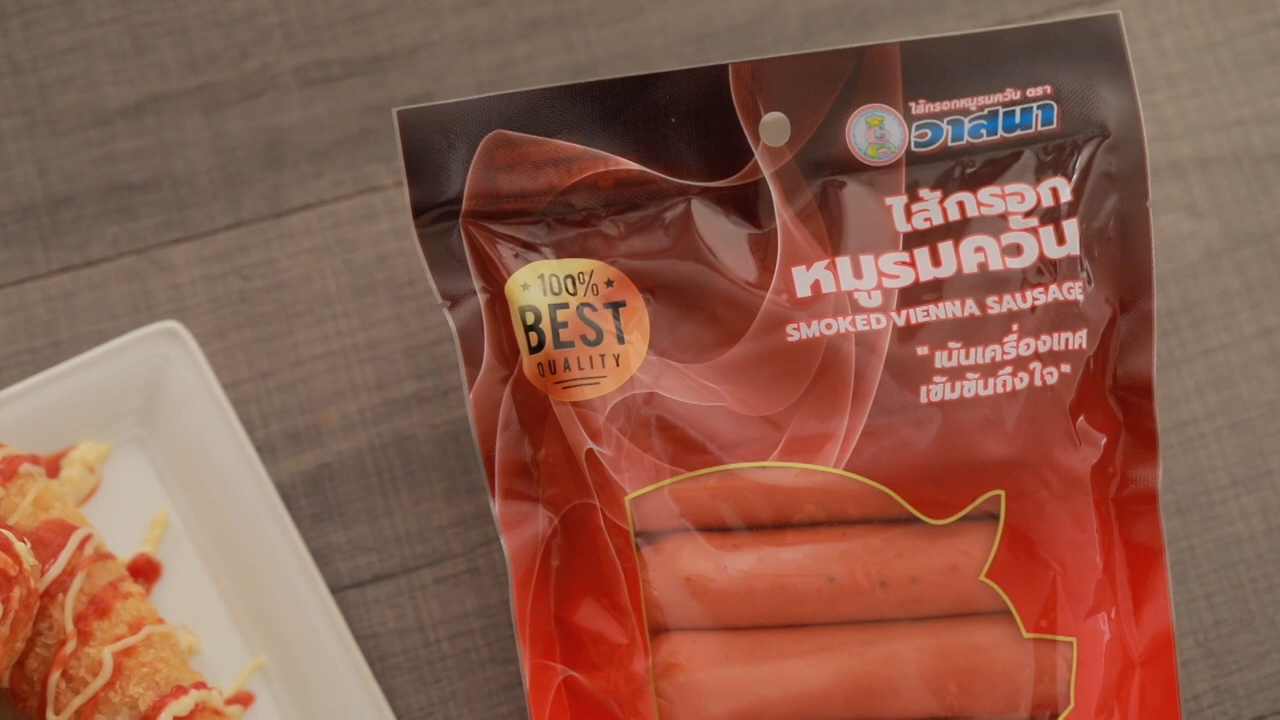 ไส้กรอกหมูรมควัน ตรา
วาสนา
ไส้กรอก
หมูรมควัน
SMOKED VIENNA SAUSAGE
" เน้นเครื่องเทศ
เข้มข้นถึงใจ "
100%
BEST
QUALITY